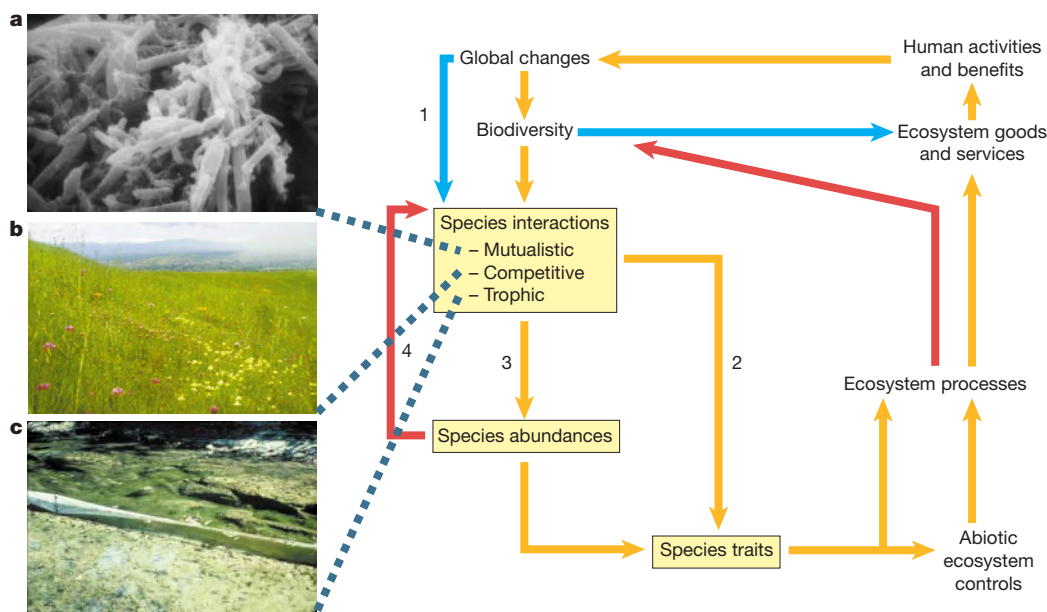 a
b
c
Global changes
Human activities
and benefits
1
Biodiversity
Ecosystem goods
and services
Species interactions
– Mutualistic
– Competitive
– Trophic
4
3
2
Ecosystem processes
Species abundances
Species traits
Abiotic
ecosystem
controls